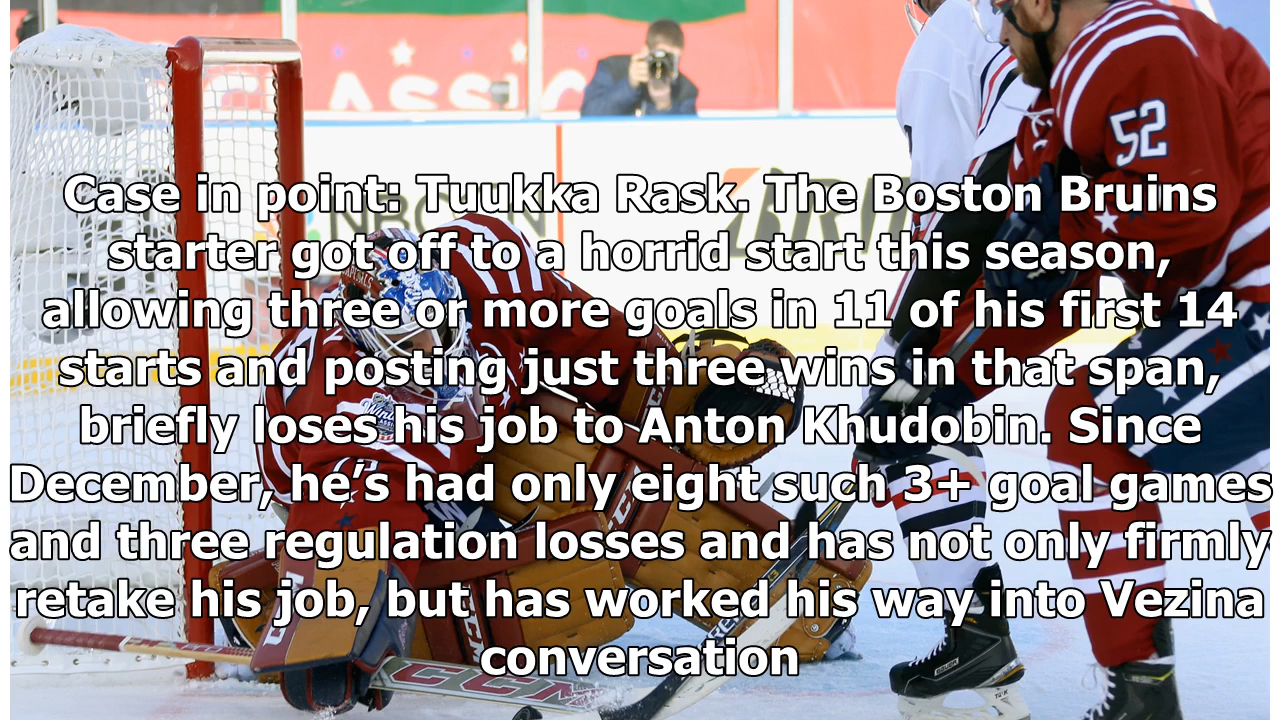 ASSIC
52
Case in point: Tuukka Rask. The Boston Bruins
starter got off to a horrid start this season,
allowing three or more goals in 11 of his first 14
starts and posting just three wins in that span,
briefly loses his job to Anton Khudobin. Since
December, he’s had only eight such 3+ goal games
and three regulation losses and has not only firmly
retake his job, but has worked his way into Vezina
conversation
CCM